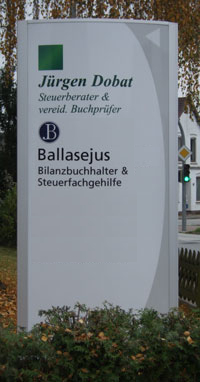 Jürgen Dobat
Steuerberater &
vereid. Buchprüfer
B
Ballasejus
Bilanzbuchhalter &
Steuerfachgehilfe